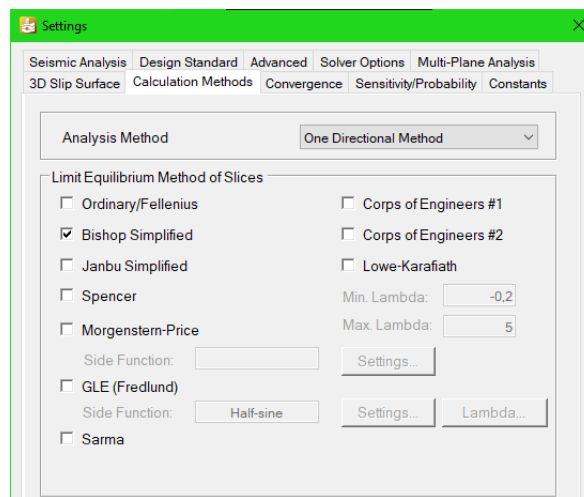 Settings
Seismic Analysis Design Standard Advanced Solver Options Multi-Plane Analysis
3D Slip Surface Calculation Methods Convergence Sensitivity/Probability Constants
Analysis Method One Directional Method
Limit Equilibrium Method of Slices
Ordinary/Fellenius Corps of Engineers #1
Bishop Simplified Corps of Engineers #2
Janbu Simplified Lowe-Karafiath
Spencer Min. Lambda: -0,2
Morgenstern-Price Max. Lambda: 5
Side Function: Settings...
GLE (Fredlund)
Side Function: Half-sine Settings... Lambda...
Sarma